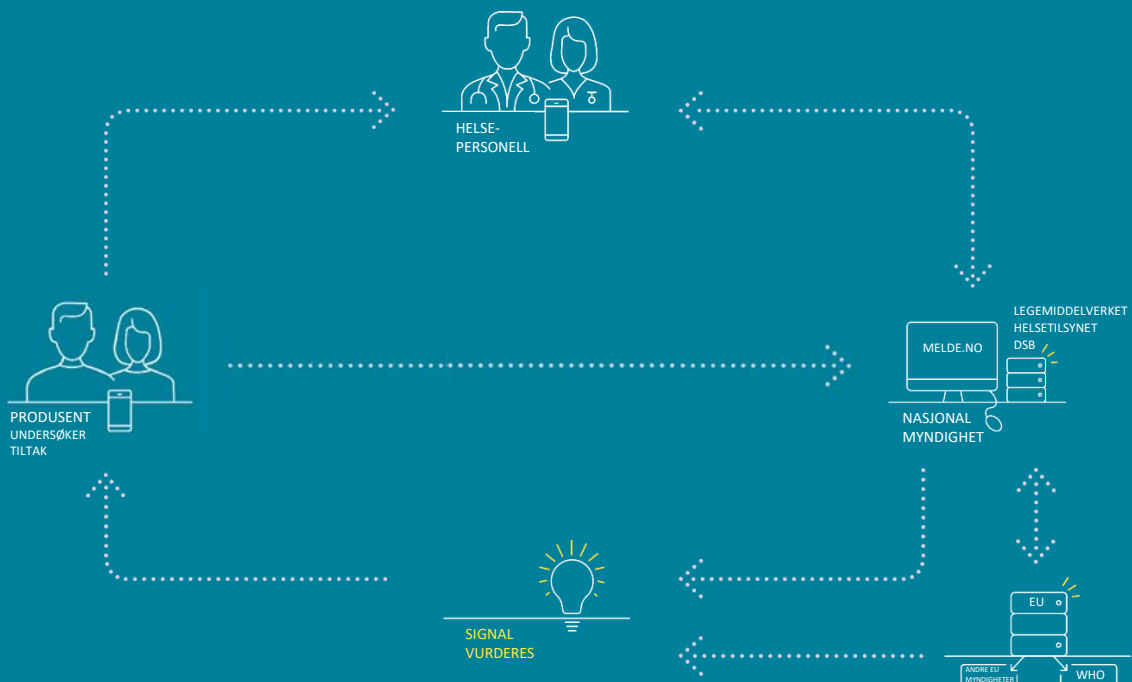 HELSE-
PERSONELL
LEGEMIDDELVERKET
HELSETILSYNET
DSB
MELDE.NO
NASJONAL
MYNDIGHET
PRODUSENT
UNDERSØKER
TILTAK
SIGNAL
VURDERES
EU
ANDRE EU
MYNDIGHETER
WHO